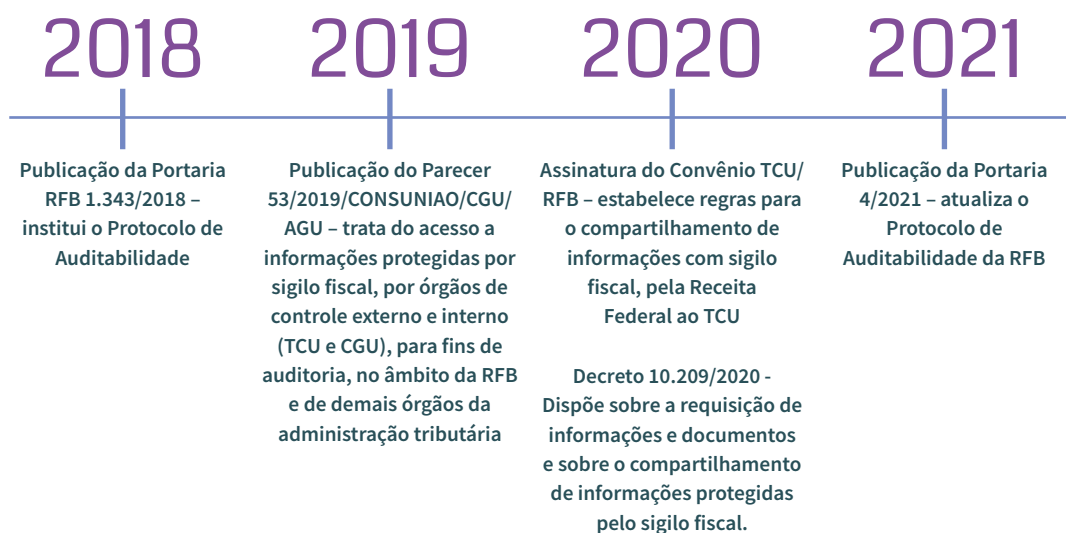 2018
Publicação da Portaria
RFB 1.343/2018 –
institui o Protocolo de
Auditabilidade
2019
Publicação do Parecer
53/2019/CONSUNIAO/CGU/
AGU – trata do acesso a
informações protegidas por
sigilo fiscal, por órgãos de
controle externo e interno
(TCU e CGU), para fins de
auditoria, no âmbito da RFB
e de demais órgãos da
administração tributária
2020
Assinatura do Convênio TCU/
RFB – estabelece regras para
o compartilhamento de
informações com sigilo
fiscal, pela Receita
Federal ao TCU
Decreto 10.209/2020 -
Dispõe sobre a requisição de
informações e documentos
e sobre o compartilhamento
de informações protegidas
pelo sigilo fiscal.
2021
Publicação da Portaria
4/2021 – atualiza o
Protocolo de
Auditabilidade da RFB